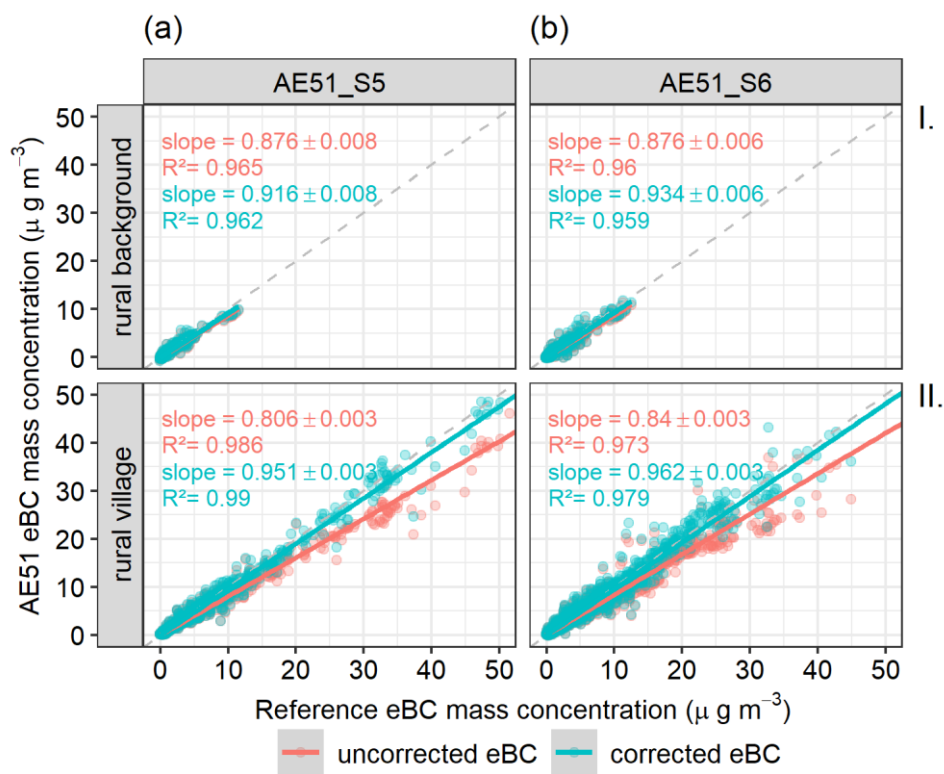 (a)
(b)
AE51_S5
AE51_S6
I.
II.
rural background
rural village
AE51 eBC mass concentration (μ g m⁻³)
50
40
30
20
10
0
slope = 0.876 ± 0.008
R²= 0.965
slope = 0.916 ± 0.008
R²= 0.962
slope = 0.876 ± 0.006
R²= 0.96
slope = 0.934 ± 0.006
R²= 0.959
50
40
30
20
10
0
slope = 0.806 ± 0.003
R²= 0.986
slope = 0.951 ± 0.003
R²= 0.99
slope = 0.84 ± 0.003
R²= 0.973
slope = 0.962 ± 0.003
R²= 0.979
0 10 20 30 40 50
0 10 20 30 40 50
Reference eBC mass concentration (μ g m⁻³)
uncorrected eBC
corrected eBC